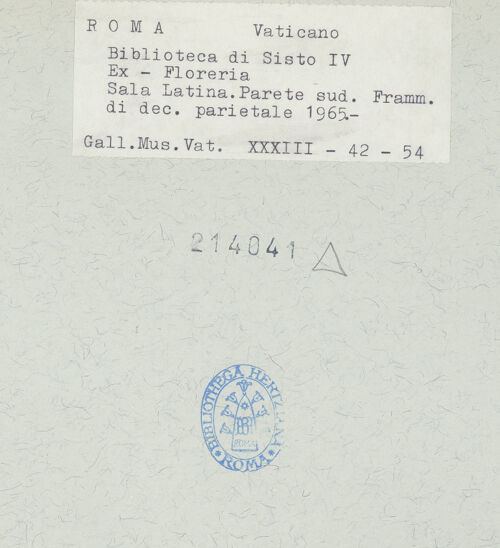 R O M A Vaticano
Biblioteca di Sisto IV
Ex - Floreria
Sala Latina.Parete sud. Framm.
di dec. parietale 1965.-
Gall.Mus.Vat. XXXIII - 42 - 54
214041
BIBLIOTHECA HERTZIANA
ROMA
ROMA